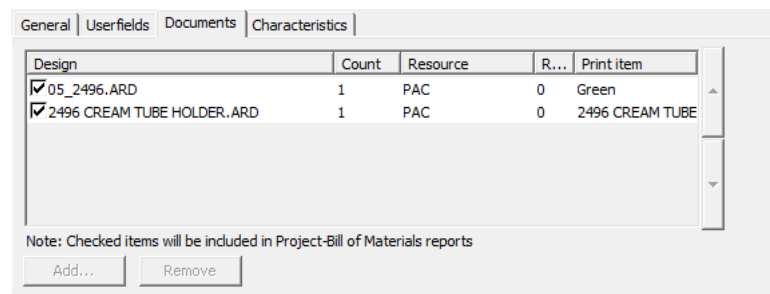 General Userfields Documents Characteristics
Design Count Resource R... Print item
05_2496.ARD 1 PAC 0 Green
2496 CREAM TUBE HOLDER.ARD 1 PAC 0 2496 CREAM TUBE
Note: Checked items will be included in Project-Bill of Materials reports
Add... Remove